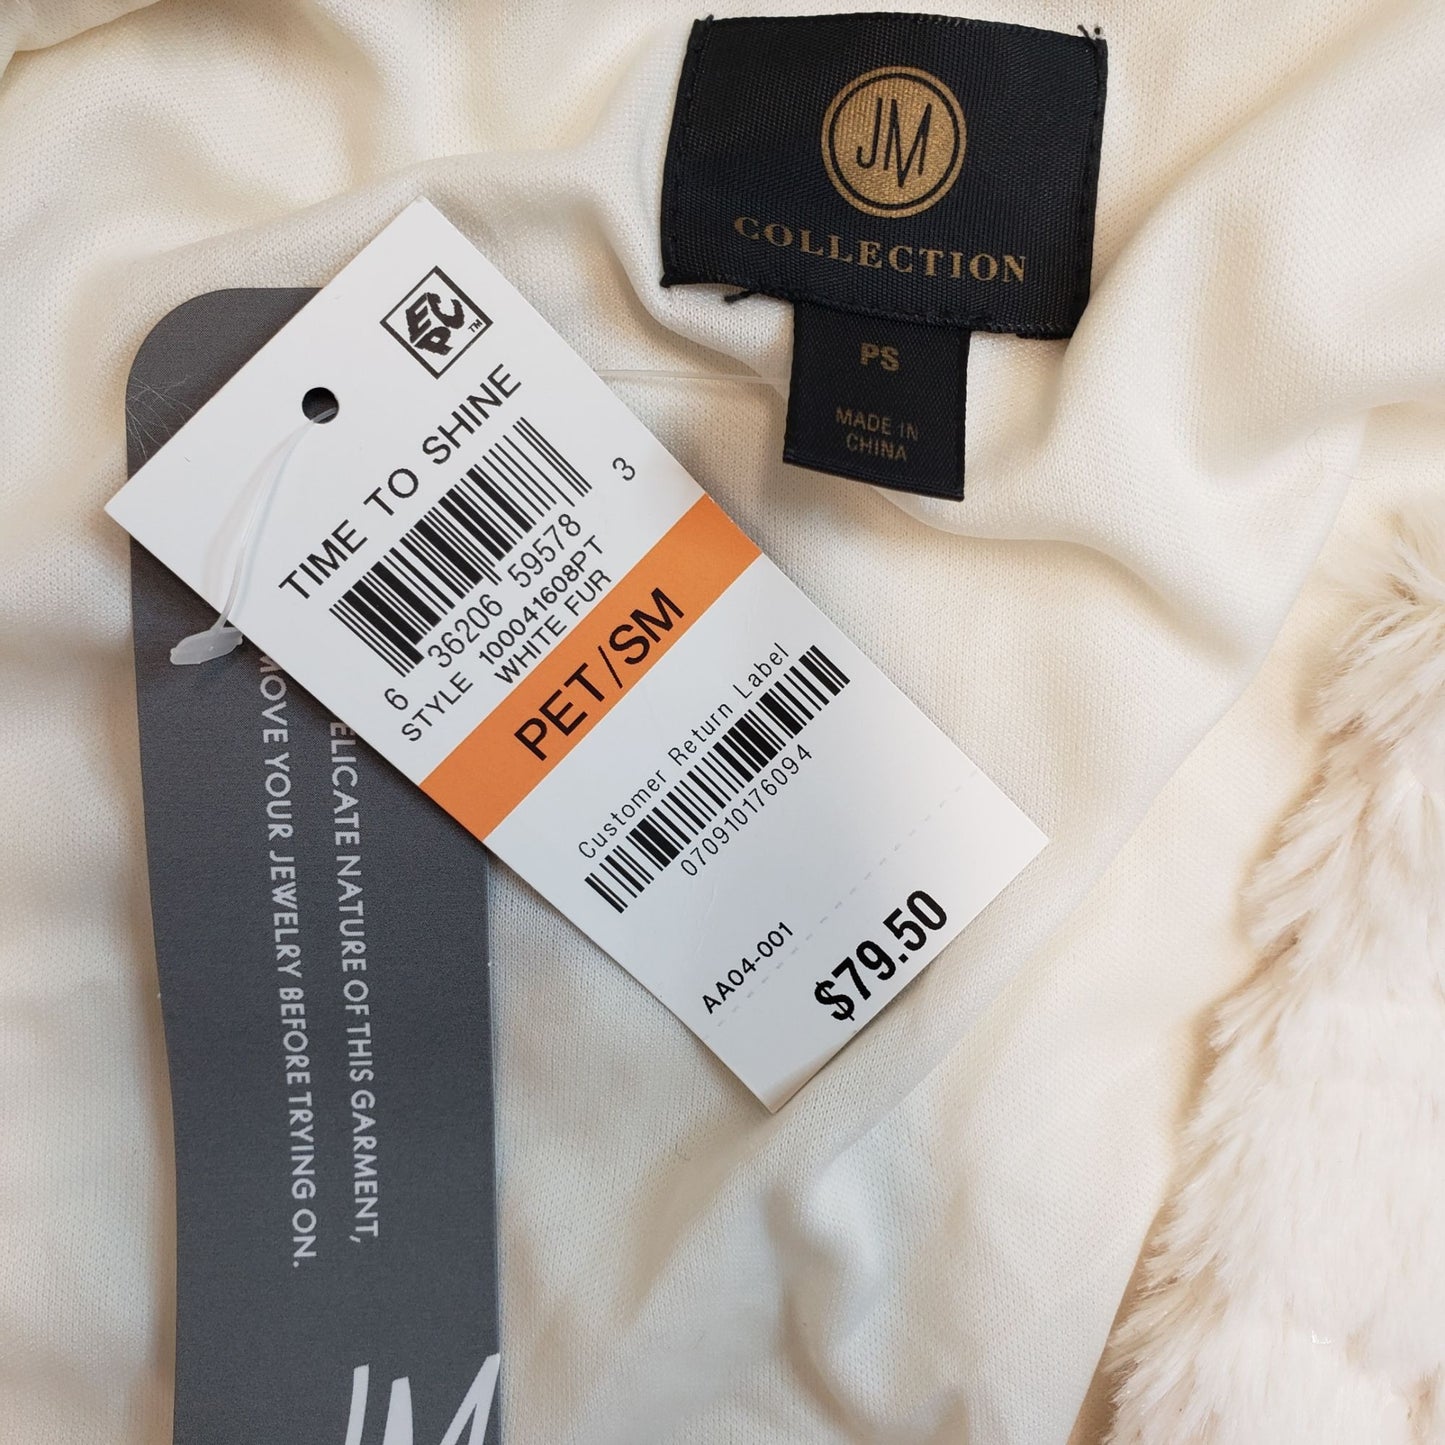 JM
COLLECTION
PS
MADE IN
CHINA
EPC™
TIME TO SHINE
6 36206 59578 3
STYLE 100041608PT
WHITE FUR
PET/SM
Customer Return Label
070910176094
AA04-001
$79.50
ELICATE NATURE OF THIS GARMENT,
MOVE YOUR JEWELRY BEFORE TRYING ON.
JM